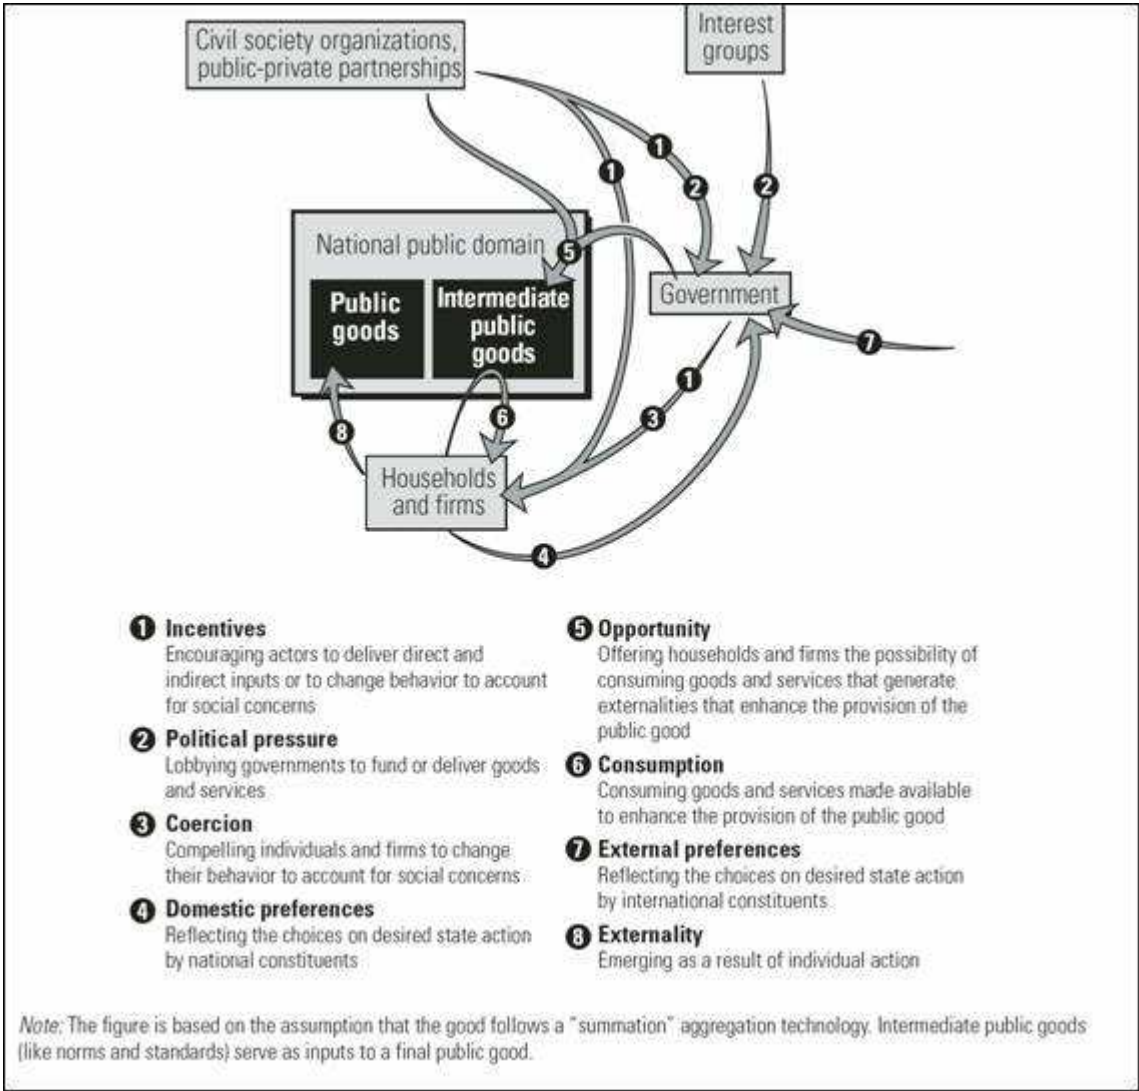 Civil society organizations,
public-private partnerships
Interest
groups
1
1
2
2
National public domain
5
Public
goods
Intermediate
public
goods
Government
7
1
3
6
8
Households
and firms
4
1 Incentives
Encouraging actors to deliver direct and
indirect inputs or to change behavior to account
for social concerns
2 Political pressure
Lobbying governments to fund or deliver goods
and services
3 Coercion
Compelling individuals and firms to change
their behavior to account for social concerns
4 Domestic preferences
Reflecting the choices on desired state action
by national constituents
5 Opportunity
Offering households and firms the possibility of
consuming goods and services that generate
externalities that enhance the provision of the
public good
6 Consumption
Consuming goods and services made available
to enhance the provision of the public good
7 External preferences
Reflecting the choices on desired state action
by international constituents
8 Externality
Emerging as a result of individual action
Note: The figure is based on the assumption that the good follows a "summation" aggregation technology. Intermediate public goods
(like norms and standards) serve as inputs to a final public good.